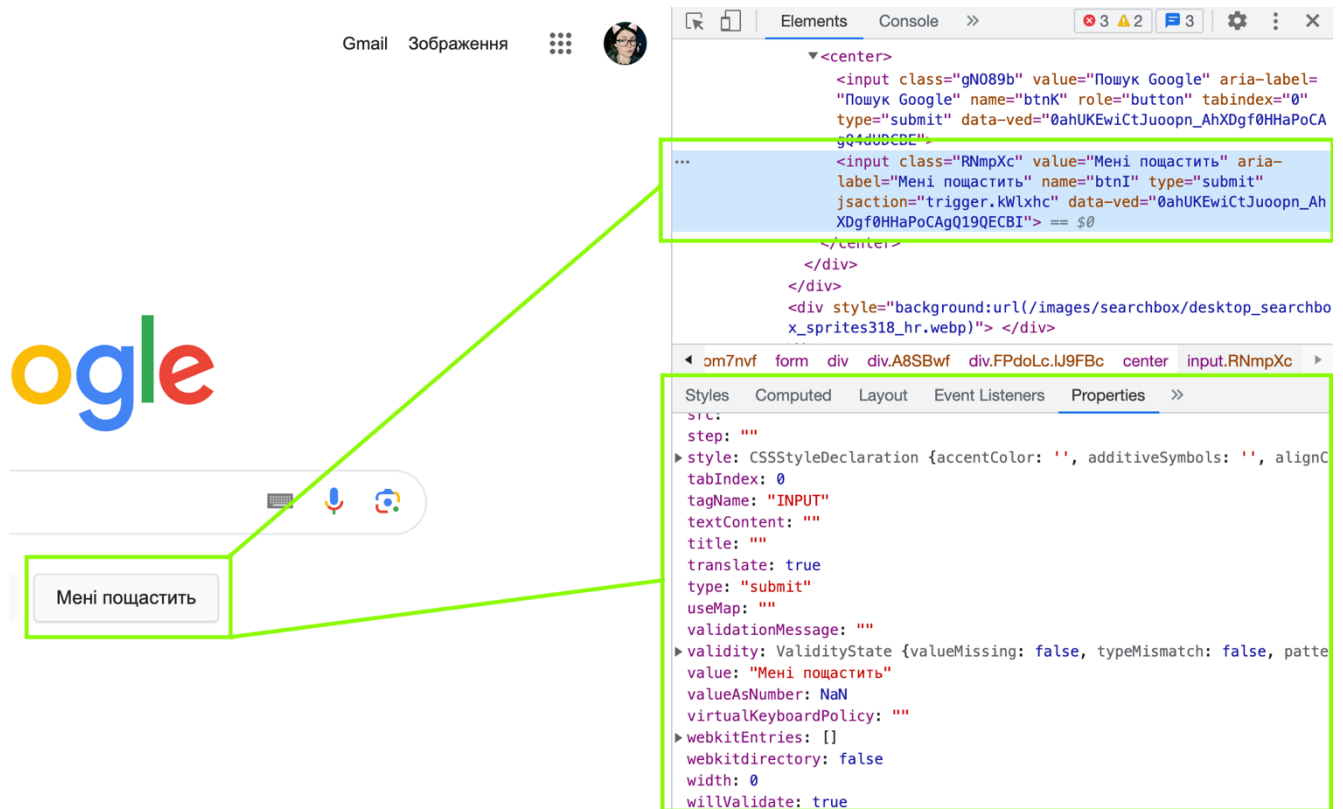 Gmail Зображення
ogle
Мені пощастить
Elements Console »
3 2 3
▼<center>
<input class="gNO89b" value="Пошук Google" aria-label=
"Пошук Google" name="btnK" role="button" tabindex="0"
type="submit" data-ved="0ahUKEwiCtJuoopn_AhXDgf0HHaPoCA
gQ4dUDCBE">
<input class="RNmpXc" value="Мені пощастить" aria-
label="Мені пощастить" name="btnI" type="submit"
jsaction="trigger.kWlxhc" data-ved="0ahUKEwiCtJuoopn_Ah
XDgf0HHaPoCAgQ19QECBI"> == $0
</center>
</div>
</div>
<div style="background:url(/images/searchbox/desktop_searchbo
x_sprites318_hr.webp)"> </div>
om7nvf form div div.A8SBwf div.FPdoLc.lJ9FBc center input.RNmpXc
Styles Computed Layout Event Listeners Properties »
src:
step: ""
style: CSSStyleDeclaration {accentColor: '', additiveSymbols: '', alignC
tabIndex: 0
tagName: "INPUT"
textContent: ""
title: ""
translate: true
type: "submit"
useMap: ""
validationMessage: ""
validity: ValidityState {valueMissing: false, typeMismatch: false, patte
value: "Мені пощастить"
valueAsNumber: NaN
virtualKeyboardPolicy: ""
webkitEntries: []
webkitdirectory: false
width: 0
willValidate: true